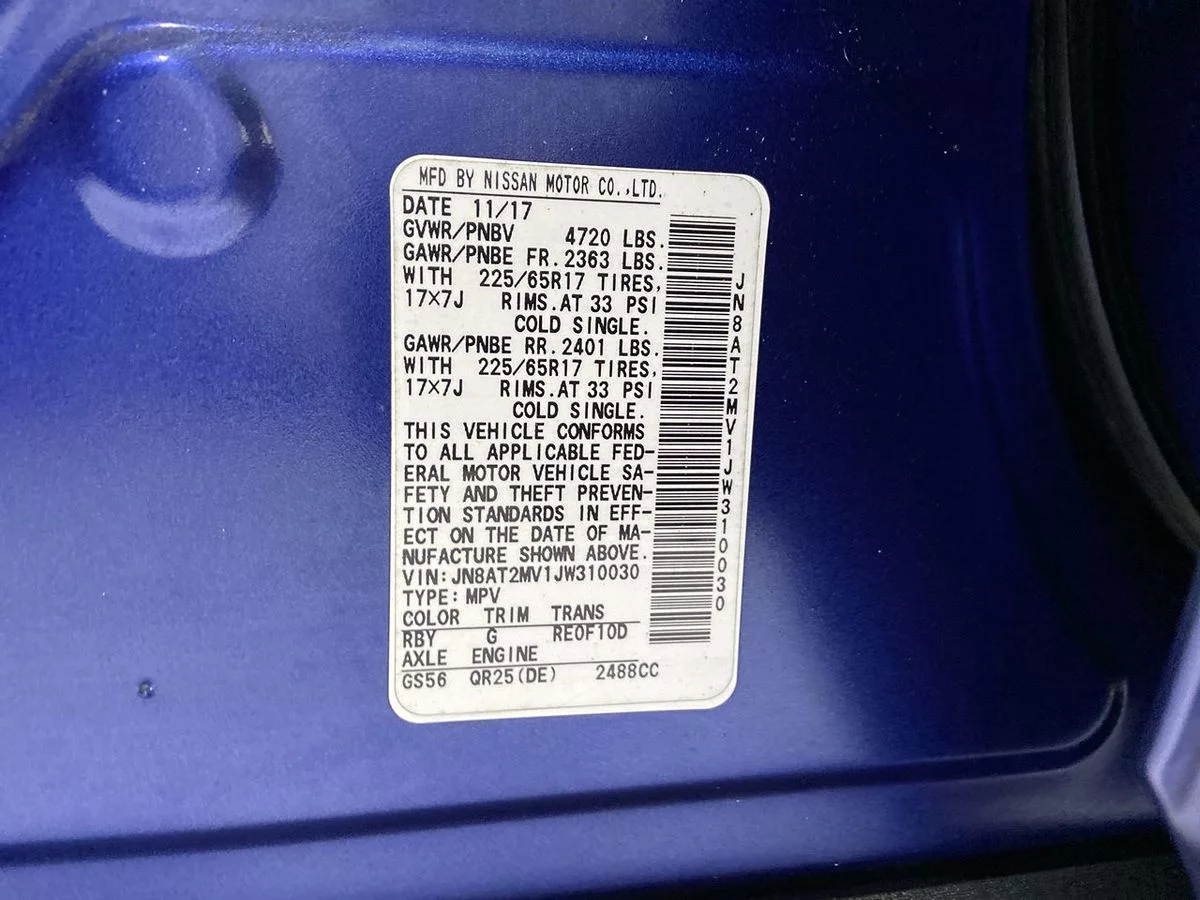 MFD BY NISSAN MOTOR CO.,LTD.
DATE 11/17
GVWR/PNBV 4720 LBS.
GAWR/PNBE FR.2363 LBS.
WITH 225/65R17 TIRES,
17×7J RIMS.AT 33 PSI
COLD SINGLE.
GAWR/PNBE RR.2401 LBS.
WITH 225/65R17 TIRES,
17×7J RIMS.AT 33 PSI
COLD SINGLE.
THIS VEHICLE CONFORMS
TO ALL APPLICABLE FED-
ERAL MOTOR VEHICLE SA-
FETY AND THEFT PREVEN-
TION STANDARDS IN EFF-
ECT ON THE DATE OF MA-
NUFACTURE SHOWN ABOVE.
VIN:JN8AT2MV1JW310030
TYPE:MPV
COLOR TRIM TRANS
RBY G RE0F10D
AXLE ENGINE
GS56 QR25(DE) 2488CC
JN8AT2MV1JW310030